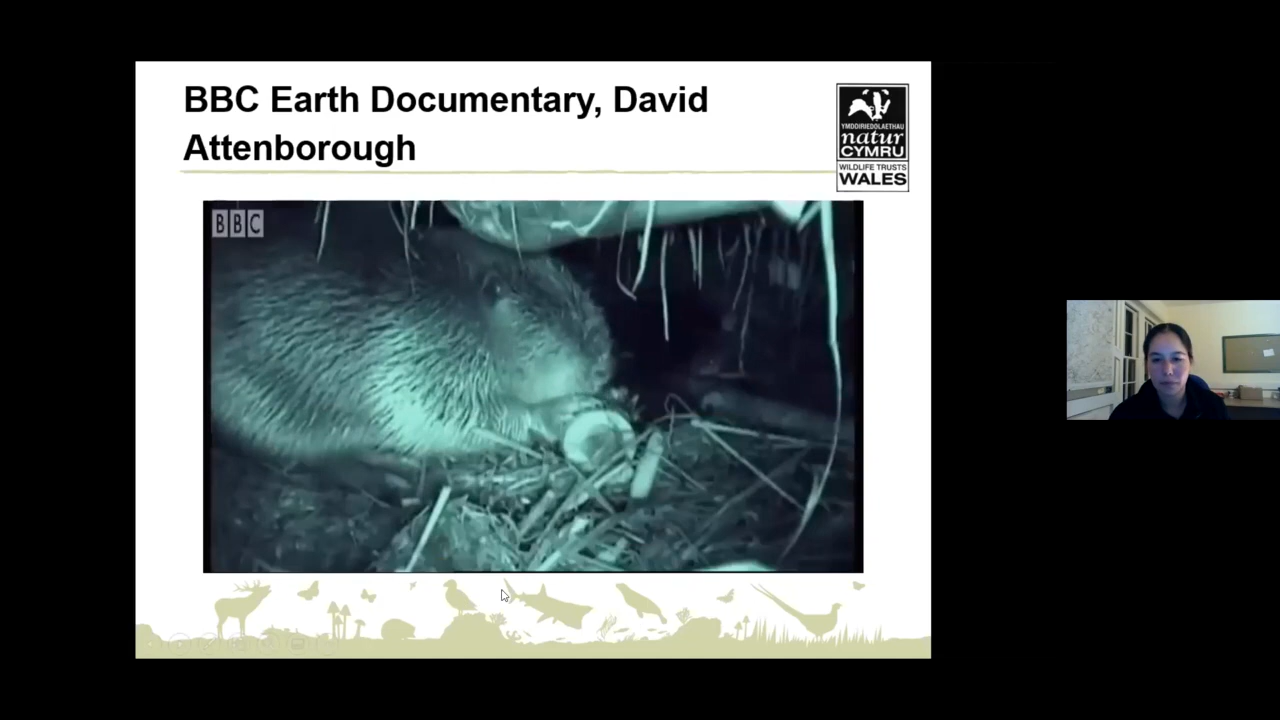 BBC Earth Documentary, David
Attenborough
YMDDIRIEDOLAETHAU
natur
CYMRU
WILDLIFE TRUSTS
WALES
BBC